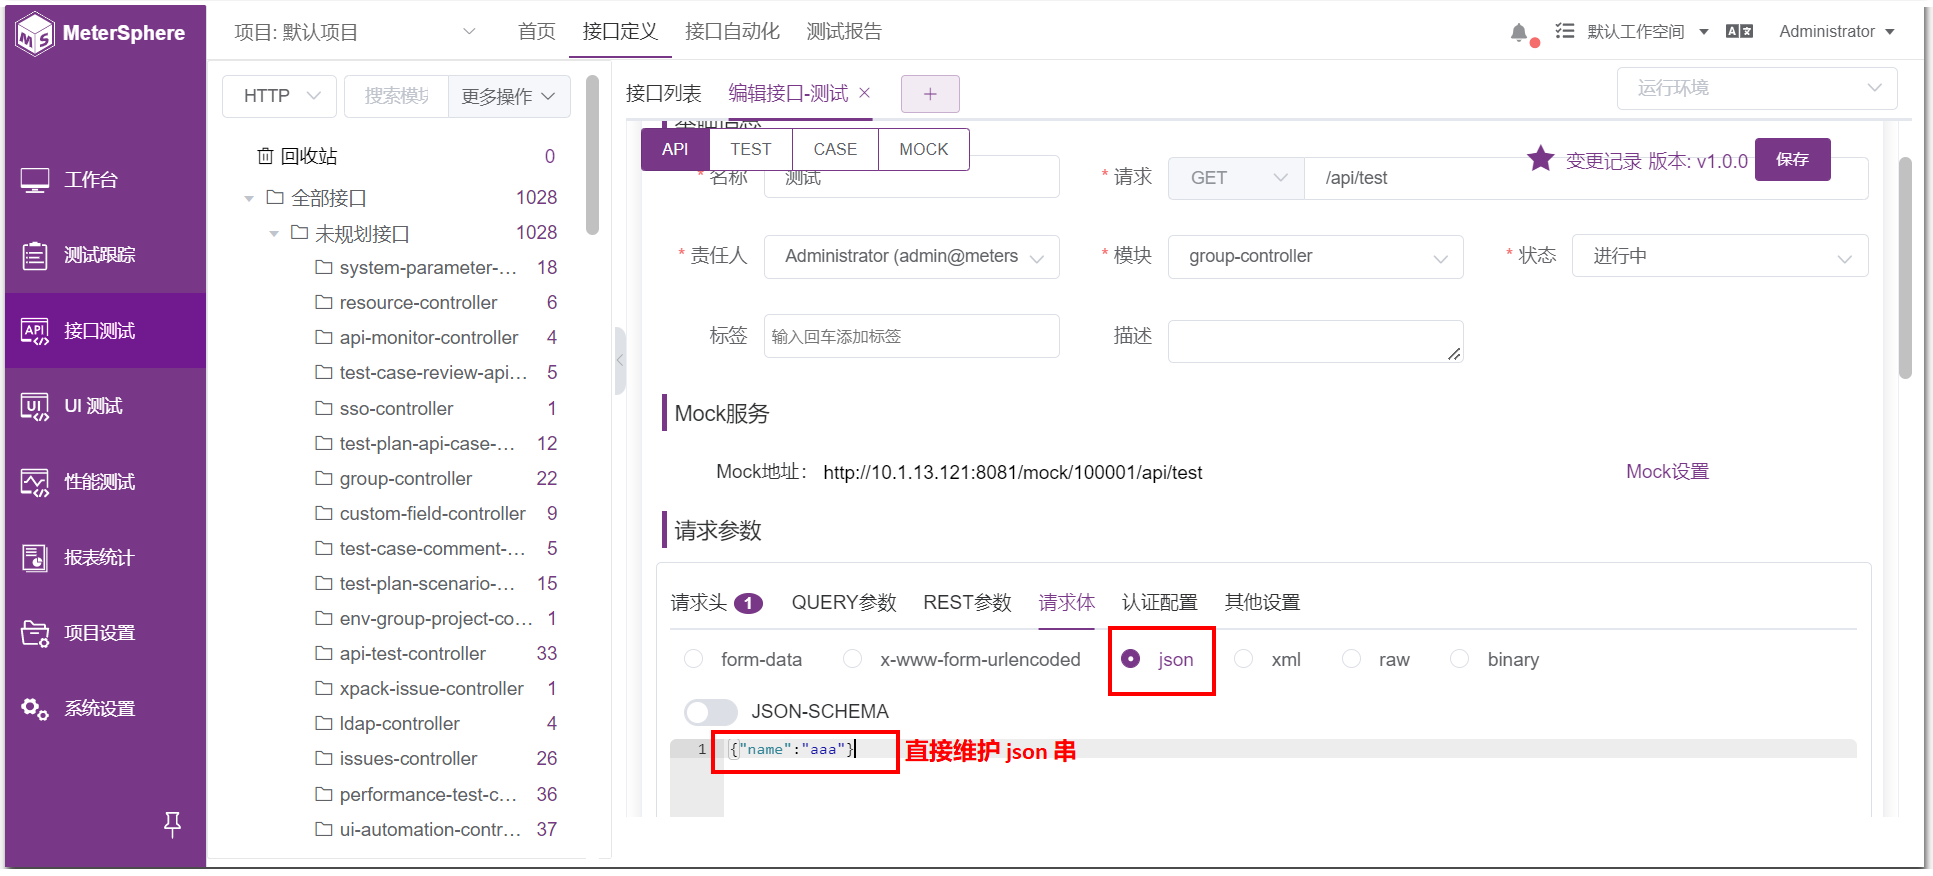 MeterSphere
项目: 默认项目
首页
接口定义
接口自动化
测试报告
默认工作空间
Administrator
工作台
测试跟踪
API 接口测试
UI UI 测试
性能测试
报表统计
项目设置
系统设置
HTTP
搜索模块
更多操作
回收站 0
全部接口 1028
未规划接口 1028
system-parameter-... 18
resource-controller 6
api-monitor-controller 4
test-case-review-api... 5
sso-controller 1
test-plan-api-case-... 12
group-controller 22
custom-field-controller 9
test-case-comment-... 5
test-plan-scenario-... 15
env-group-project-co... 1
api-test-controller 33
xpack-issue-controller 1
ldap-controller 4
issues-controller 26
performance-test-c... 36
ui-automation-contr... 37
接口列表
编辑接口-测试 ×
+
运行环境
基础信息
API
TEST
CASE
MOCK
变更记录 版本: v1.0.0
保存
* 名称 测试
* 请求 GET /api/test
* 责任人 Administrator (admin@meters
* 模块 group-controller
* 状态 进行中
标签 输入回车添加标签
描述
Mock服务
Mock地址： http://10.1.13.121:8081/mock/100001/api/test
Mock设置
请求参数
请求头 1
QUERY参数
REST参数
请求体
认证配置
其他设置
form-data
x-www-form-urlencoded
json
xml
raw
binary
JSON-SCHEMA
1 {"name":"aaa"}
直接维护 json 串